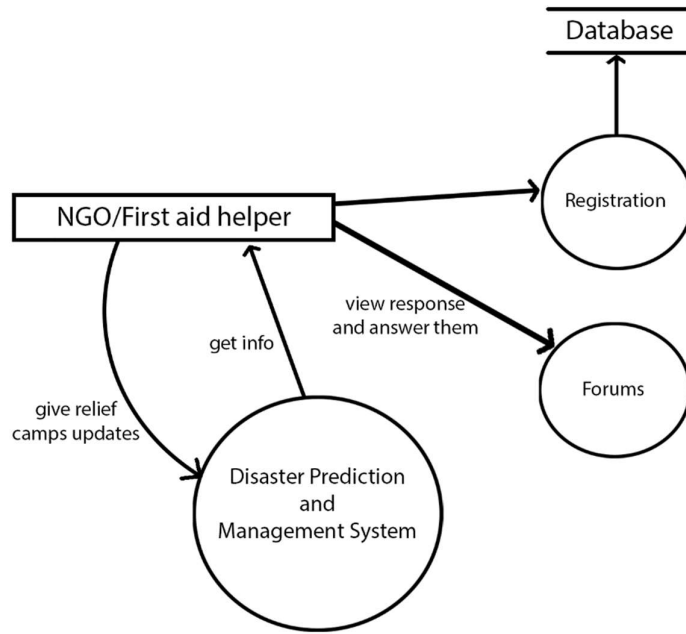 Database
Registration
NGO/First aid helper
view response
and answer them
get info
Forums
give relief
camps updates
Disaster Prediction
and
Management System